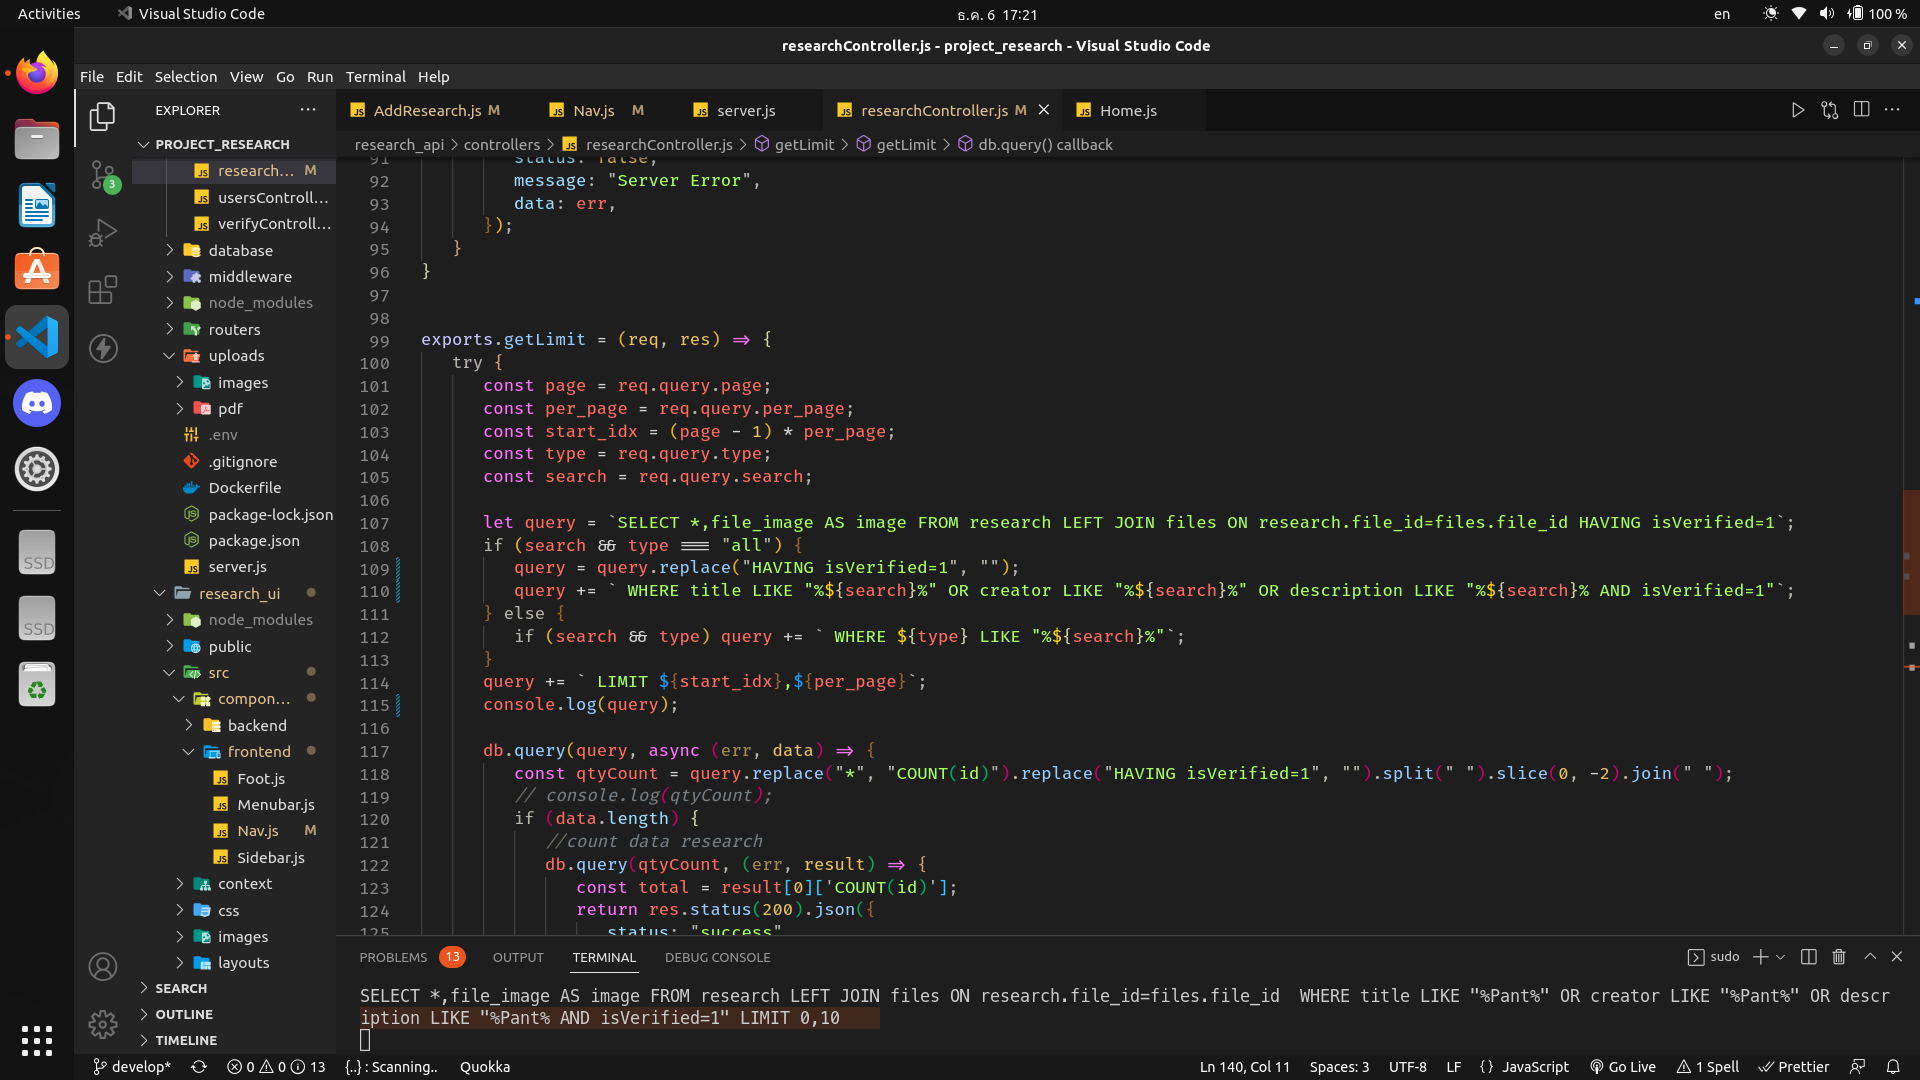 Activities
Visual Studio Code
ธ.ค. 6 17:21
en
100 %
researchController.js - project_research - Visual Studio Code
File Edit Selection View Go Run Terminal Help
EXPLORER
AddResearch.js M
Nav.js M
server.js
researchController.js M
Home.js
PROJECT_RESEARCH
research_api > controllers > researchController.js > getLimit > getLimit > db.query() callback
research... M
usersControll...
verifyControll...
database
middleware
node_modules
routers
uploads
images
pdf
.env
.gitignore
Dockerfile
package-lock.json
package.json
server.js
research_ui
node_modules
public
src
compon...
backend
frontend
Foot.js
Menubar.js
Nav.js M
Sidebar.js
context
css
images
layouts
SEARCH
OUTLINE
TIMELINE
3
SSD
SSD
91 status: false,
92 message: "Server Error",
93 data: err,
94 });
95 }
96 }
97
98
99 exports.getLimit = (req, res) => {
100 try {
101 const page = req.query.page;
102 const per_page = req.query.per_page;
103 const start_idx = (page - 1) * per_page;
104 const type = req.query.type;
105 const search = req.query.search;
106
107 let query = `SELECT *,file_image AS image FROM research LEFT JOIN files ON research.file_id=files.file_id HAVING isVerified=1`;
108 if (search && type === "all") {
109 query = query.replace("HAVING isVerified=1", "");
110 query += ` WHERE title LIKE "%${search}%" OR creator LIKE "%${search}%" OR description LIKE "%${search}% AND isVerified=1"`;
111 } else {
112 if (search && type) query += ` WHERE ${type} LIKE "%${search}%"`;
113 }
114 query += ` LIMIT ${start_idx},${per_page}`;
115 console.log(query);
116
117 db.query(query, async (err, data) => {
118 const qtyCount = query.replace("*", "COUNT(id)").replace("HAVING isVerified=1", "").split(" ").slice(0, -2).join(" ");
119 // console.log(qtyCount);
120 if (data.length) {
121 //count data research
122 db.query(qtyCount, (err, result) => {
123 const total = result[0]['COUNT(id)'];
124 return res.status(200).json({
125 status: "success"
PROBLEMS 13 OUTPUT TERMINAL DEBUG CONSOLE
sudo
SELECT *,file_image AS image FROM research LEFT JOIN files ON research.file_id=files.file_id  WHERE title LIKE "%Pant%" OR creator LIKE "%Pant%" OR descr
iption LIKE "%Pant% AND isVerified=1" LIMIT 0,10
develop* 0 0 13 {..} : Scanning.. Quokka
Ln 140, Col 11 Spaces: 3 UTF-8 LF {} JavaScript Go Live 1 Spell Prettier